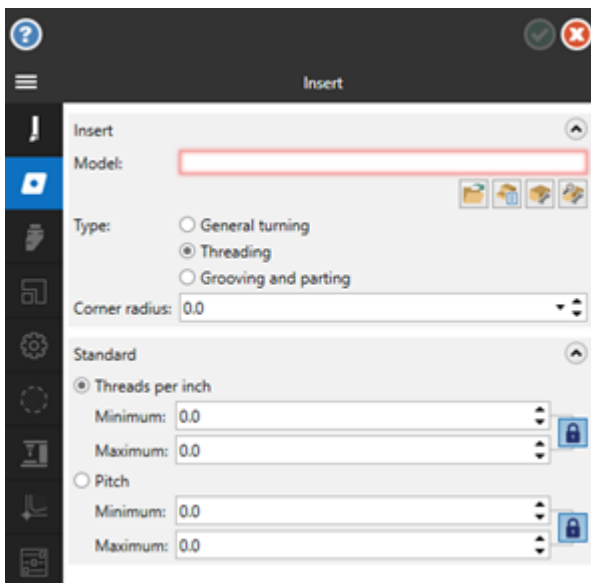 Insert
Insert
Model:
Type:
General turning
Threading
Grooving and parting
Corner radius: 0.0
Standard
Threads per inch
Minimum: 0.0
Maximum: 0.0
Pitch
Minimum: 0.0
Maximum: 0.0